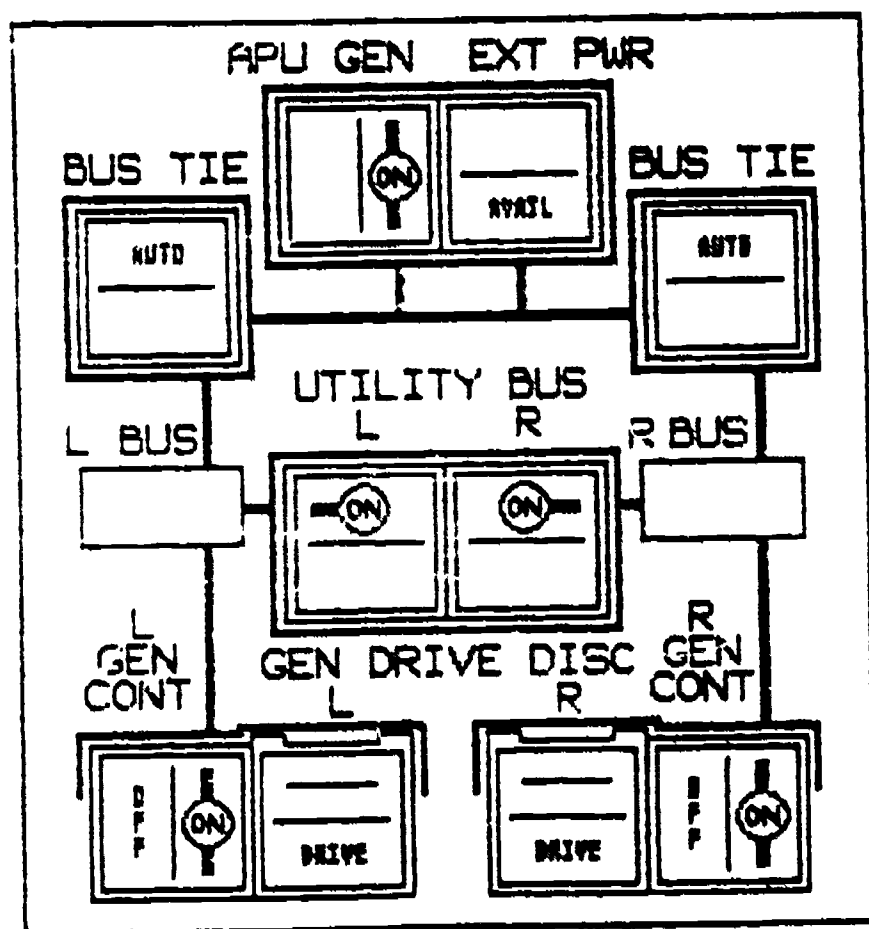 APU GEN EXT PWR
ON
AVAIL
BUS TIE BUS TIE
AUTO AUTO
UTILITY BUS
L R
L BUS R BUS
ON ON
L R
GEN GEN
CONT CONT
GEN DRIVE DISC
L R
OFF ON DRIVE DRIVE OFF ON